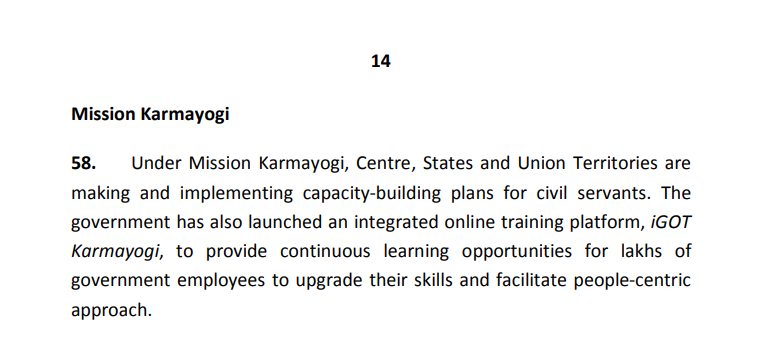 14
Mission Karmayogi
58. Under Mission Karmayogi, Centre, States and Union Territories are
making and implementing capacity-building plans for civil servants. The
government has also launched an integrated online training platform, iGOT
Karmayogi, to provide continuous learning opportunities for lakhs of
government employees to upgrade their skills and facilitate people-centric
approach.